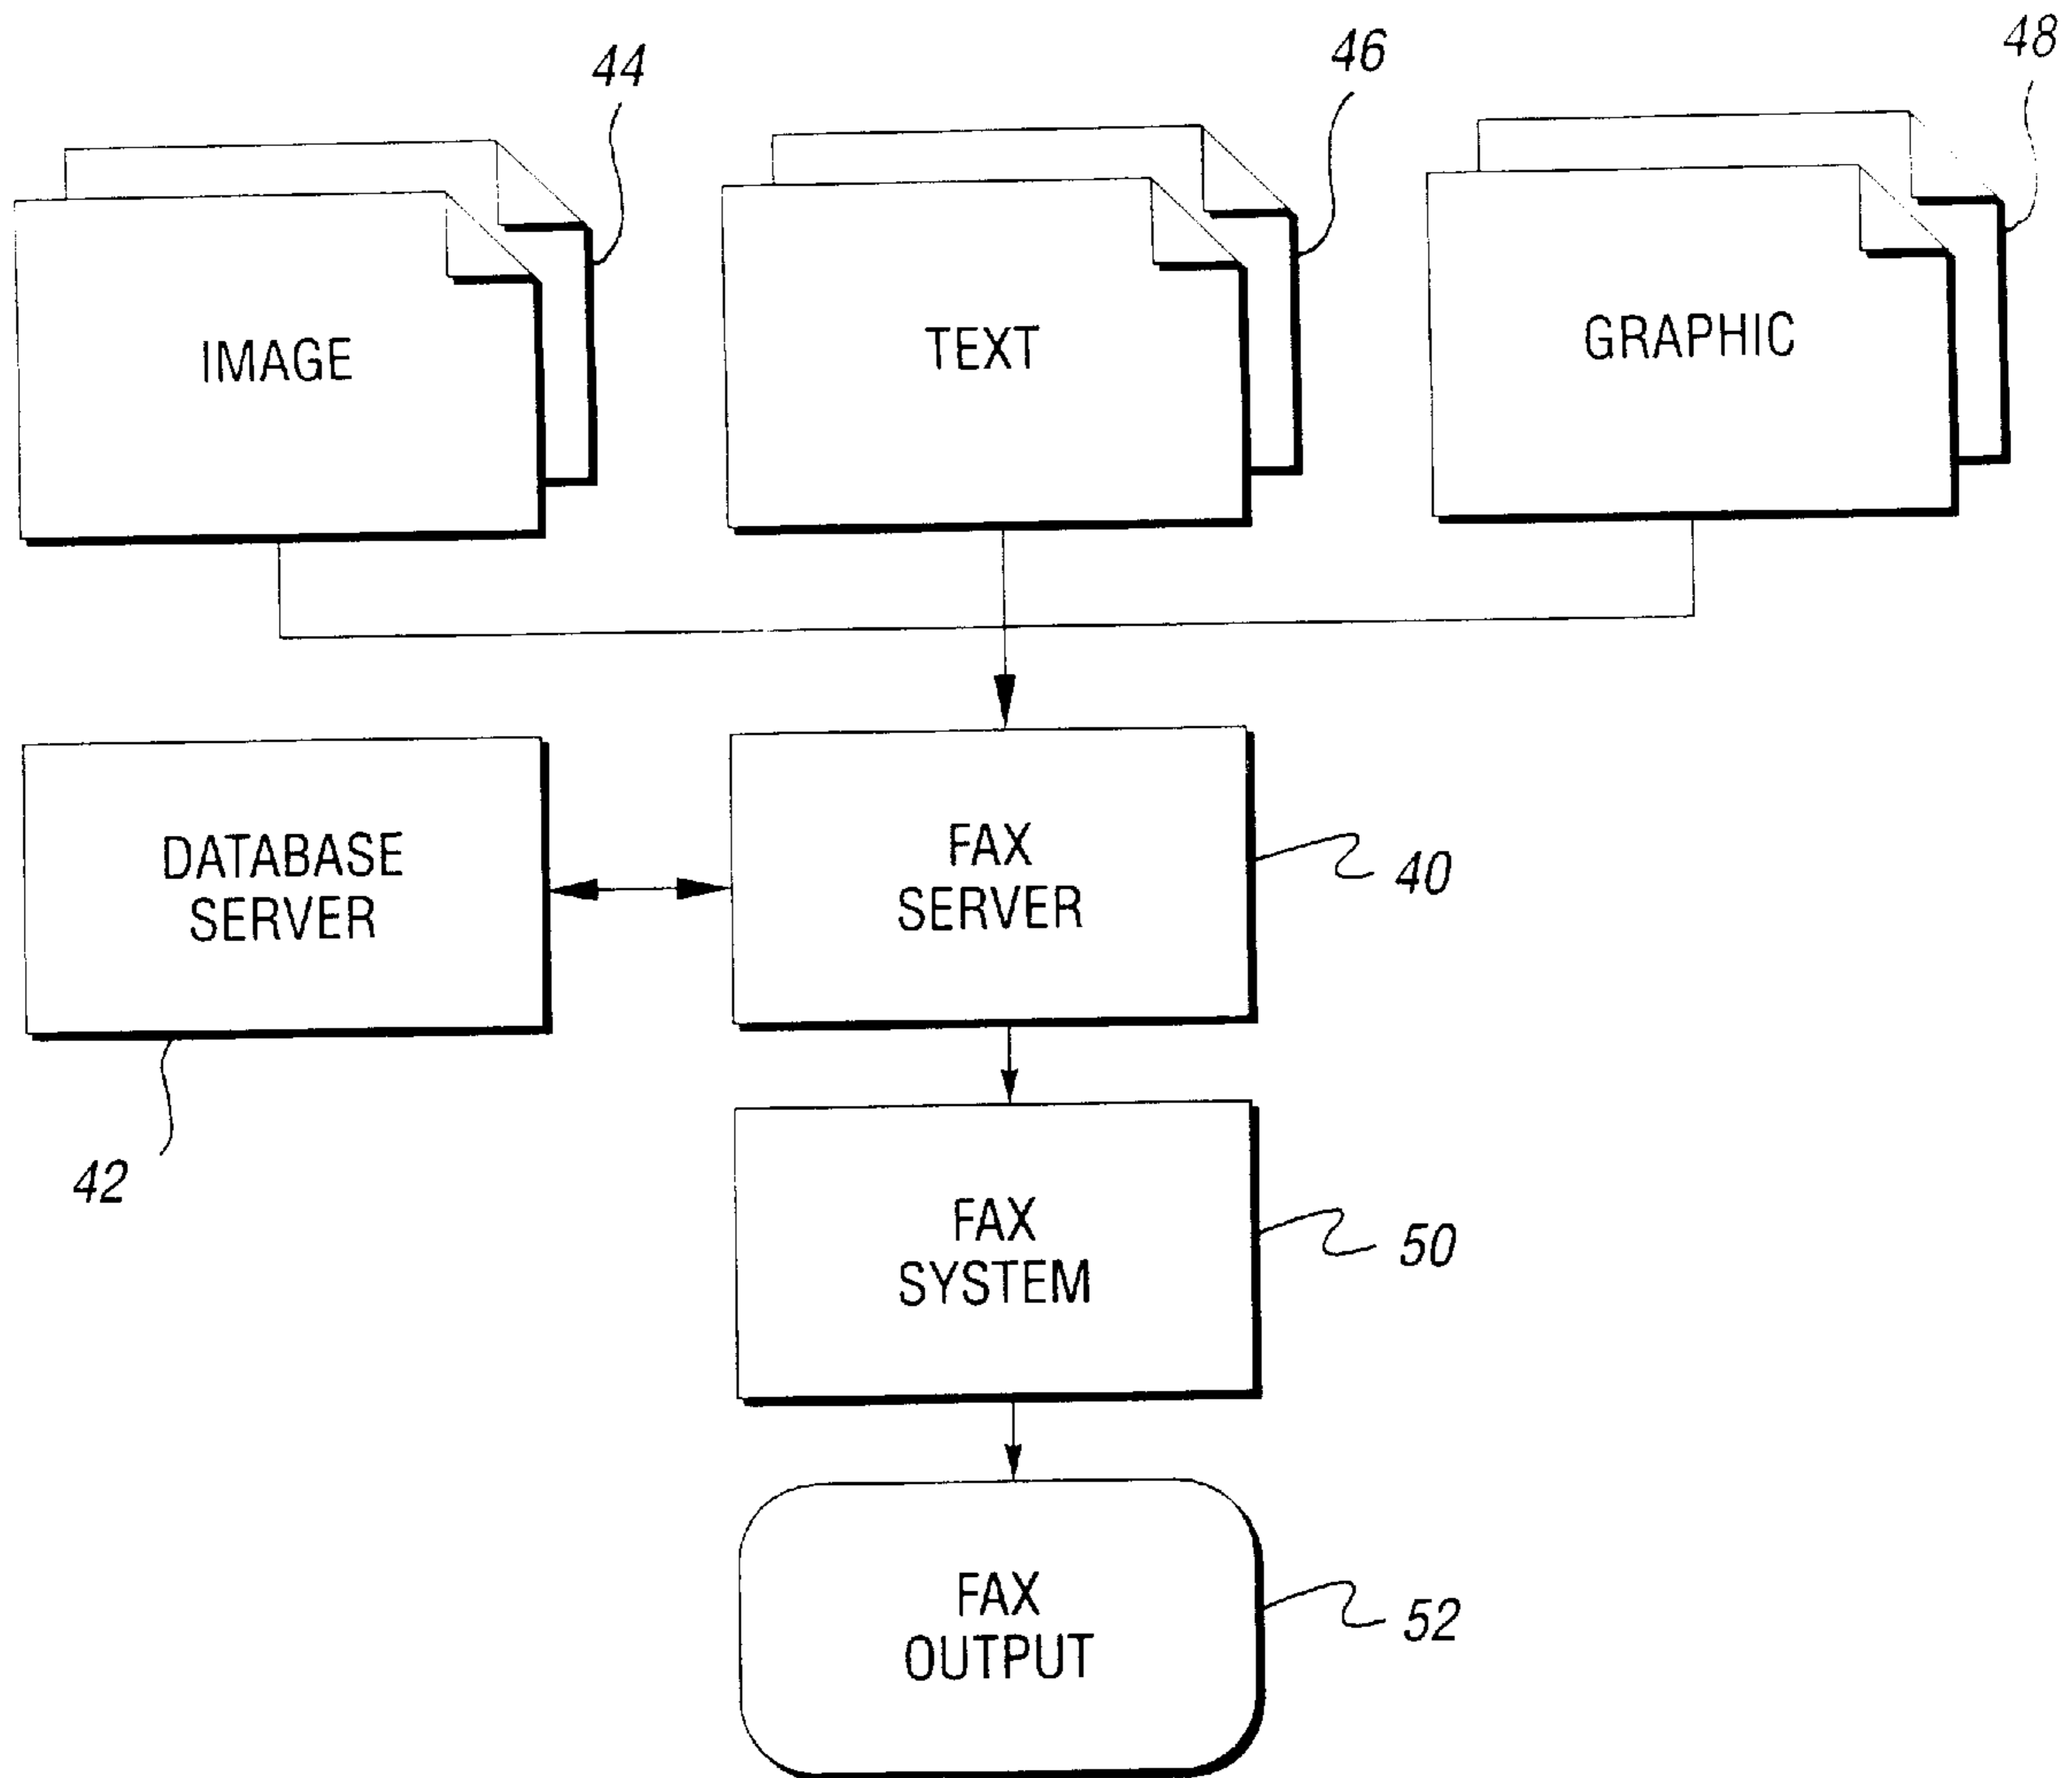 44
46
48
IMAGE
TEXT
GRAPHIC
DATABASE
SERVER
FAX
SERVER
40
42
FAX
SYSTEM
50
FAX
OUTPUT
52